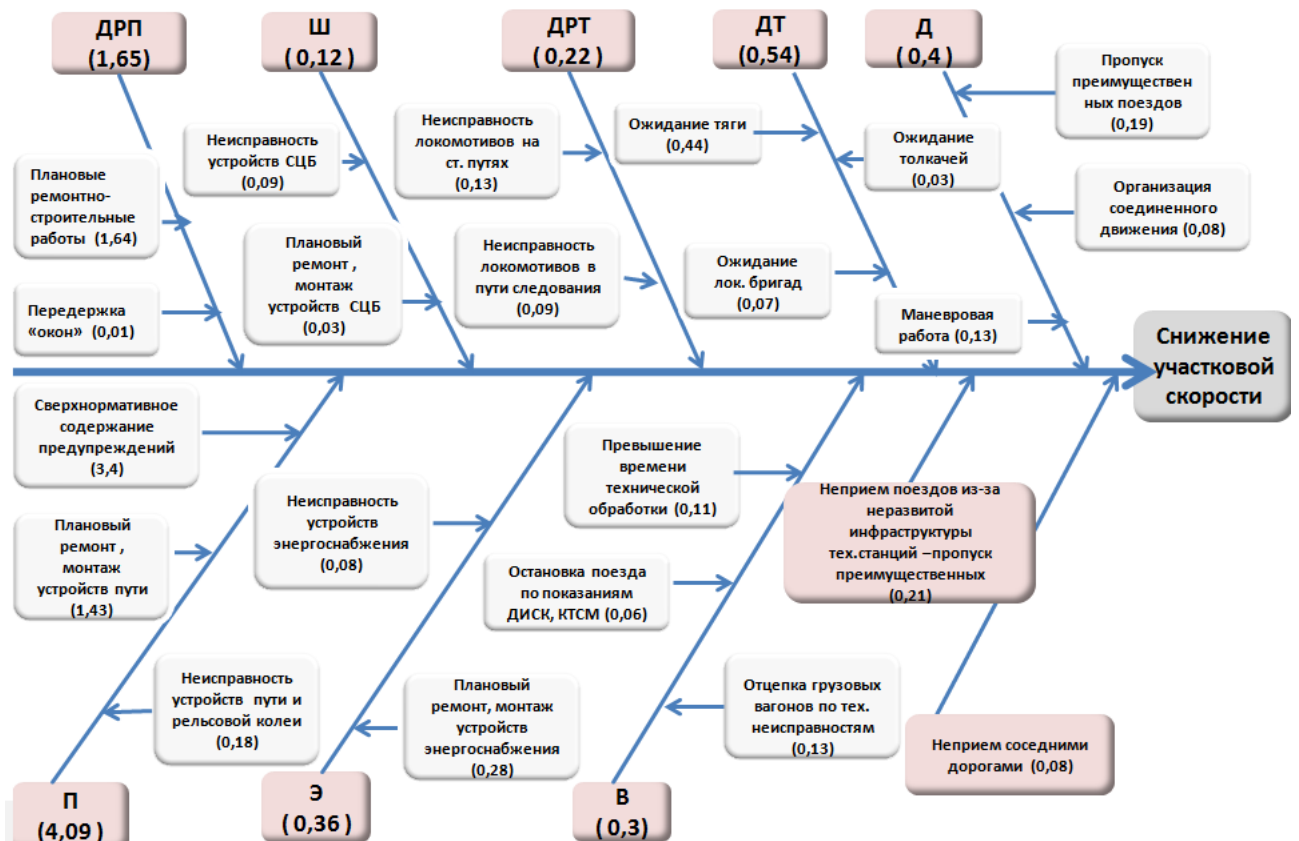 ДРП
(1,65)
Ш
( 0,12 )
ДРТ
( 0,22 )
ДТ
(0,54)
Д
( 0,4 )
Пропуск
преимуществен
ных поездов
(0,19)
Неисправность
устройств СЦБ
(0,09)
Неисправность
локомотивов на
ст. путях
(0,13)
Ожидание тяги
(0,44)
Ожидание
толкачей
(0,03)
Плановые
ремонтно-
строительные
работы (1,64)
Организация
соединенного
движения (0,08)
Плановый
ремонт ,
монтаж
устройств СЦБ
(0,03)
Неисправность
локомотивов в
пути следования
(0,09)
Ожидание
лок. бригад
(0,07)
Передержка
«окон» (0,01)
Маневровая
работа (0,13)
Снижение
участковой
скорости
Сверхнормативное
содержание
предупреждений
(3,4)
Превышение
времени
технической
обработки (0,11)
Неисправность
устройств
энергоснабжения
(0,08)
Неприем поездов из-за
неразвитой
инфраструктуры
тех.станций –пропуск
преимущественных
(0,21)
Плановый
ремонт ,
монтаж
устройств пути
(1,43)
Остановка поезда
по показаниям
ДИСК, КТСМ (0,06)
Неисправность
устройств пути и
рельсовой колеи
(0,18)
Плановый
ремонт, монтаж
устройств
энергоснабжения
(0,28)
Отцепка грузовых
вагонов по тех.
неисправностям
(0,13)
Неприем соседними
дорогами (0,08)
П
(4,09)
Э
( 0,36 )
В
( 0,3)